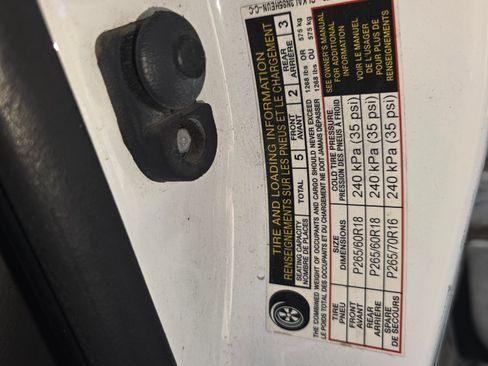 TIRE AND LOADING INFORMATION
RENSEIGNEMENTS SUR LES PNEUS ET LE CHARGEMENT
SEATING CAPACITY
NOMBRE DE PLACES
TOTAL 5
FRONT
AVANT
2
REAR
ARRIÈRE
3
THE COMBINED WEIGHT OF OCCUPANTS AND CARGO SHOULD NEVER EXCEED 1268 lbs OR 575 kg
LE POIDS TOTAL DES OCCUPANTS ET DU CHARGEMENT NE DOIT JAMAIS DÉPASSER 1268 lbs OU 575 kg
TIRE
PNEU
SIZE
DIMENSIONS
COLD TIRE PRESSURE
PRESSION DES PNEUS À FROID
SEE OWNER'S MANUAL
FOR ADDITIONAL
INFORMATION
FRONT
AVANT
P265/60R18
240 kPa (35 psi)
REAR
ARRIÈRE
P265/60R18
240 kPa (35 psi)
SPARE
DE SECOURS
P265/70R16
240 kPa (35 psi)
VOIR LE MANUEL
DE L'USAGER
POUR PLUS DE
RENSEIGNEMENTS